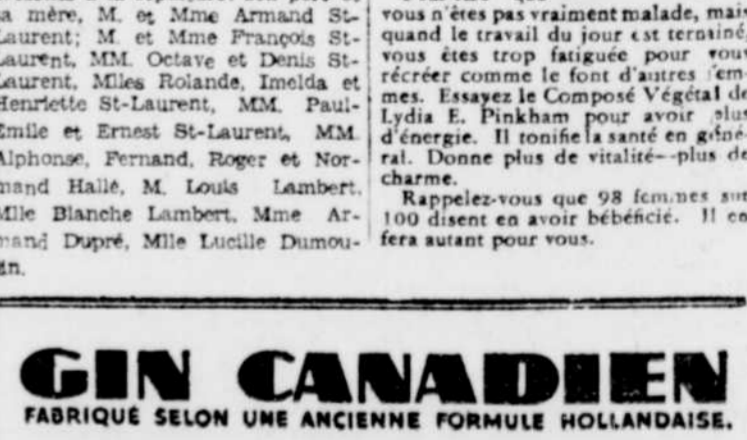 sa mère, M. et Mme Armand St-
Laurent; M. et Mme François St-
Laurent, MM. Octave et Denis St-
Laurent, Mlles Rolande, Imelda et
Henriette St-Laurent, MM. Paul-
Emile et Ernest St-Laurent, MM.
Alphonse, Fernand, Roger et Nor-
mand Hallé, M. Louis Lambert,
Mlle Blanche Lambert, Mme Ar-
mand Dupré, Mlle Lucille Dumou-
in.
vous n'êtes pas vraiment malade, mais
quand le travail du jour est terminé,
vous êtes trop fatiguée pour vous
récréer comme le font d'autres fem-
mes. Essayez le Composé Végétal de
Lydia E. Pinkham pour avoir plus
d'énergie. Il tonifie la santé en géné-
ral. Donne plus de vitalité--plus de
charme.
Rappelez-vous que 98 femmes sur
100 disent en avoir bébéficié. Il en
fera autant pour vous.
GIN CANADIEN
FABRIQUÉ SELON UNE ANCIENNE FORMULE HOLLANDAISE.